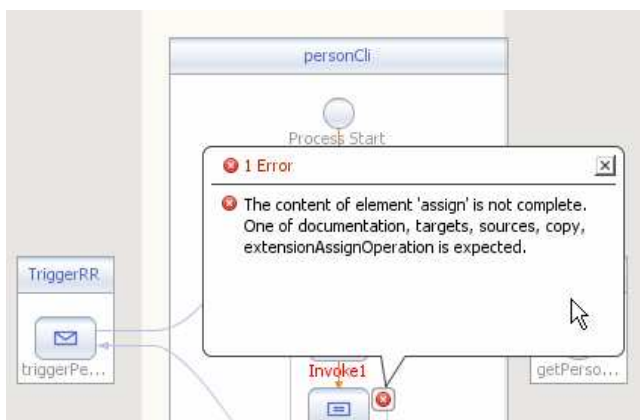 personCli
Process Start
1 Error
The content of element 'assign' is not complete.
One of documentation, targets, sources, copy,
extensionAssignOperation is expected.
TriggerRR
triggerPe...
Invoke1
getPerso...